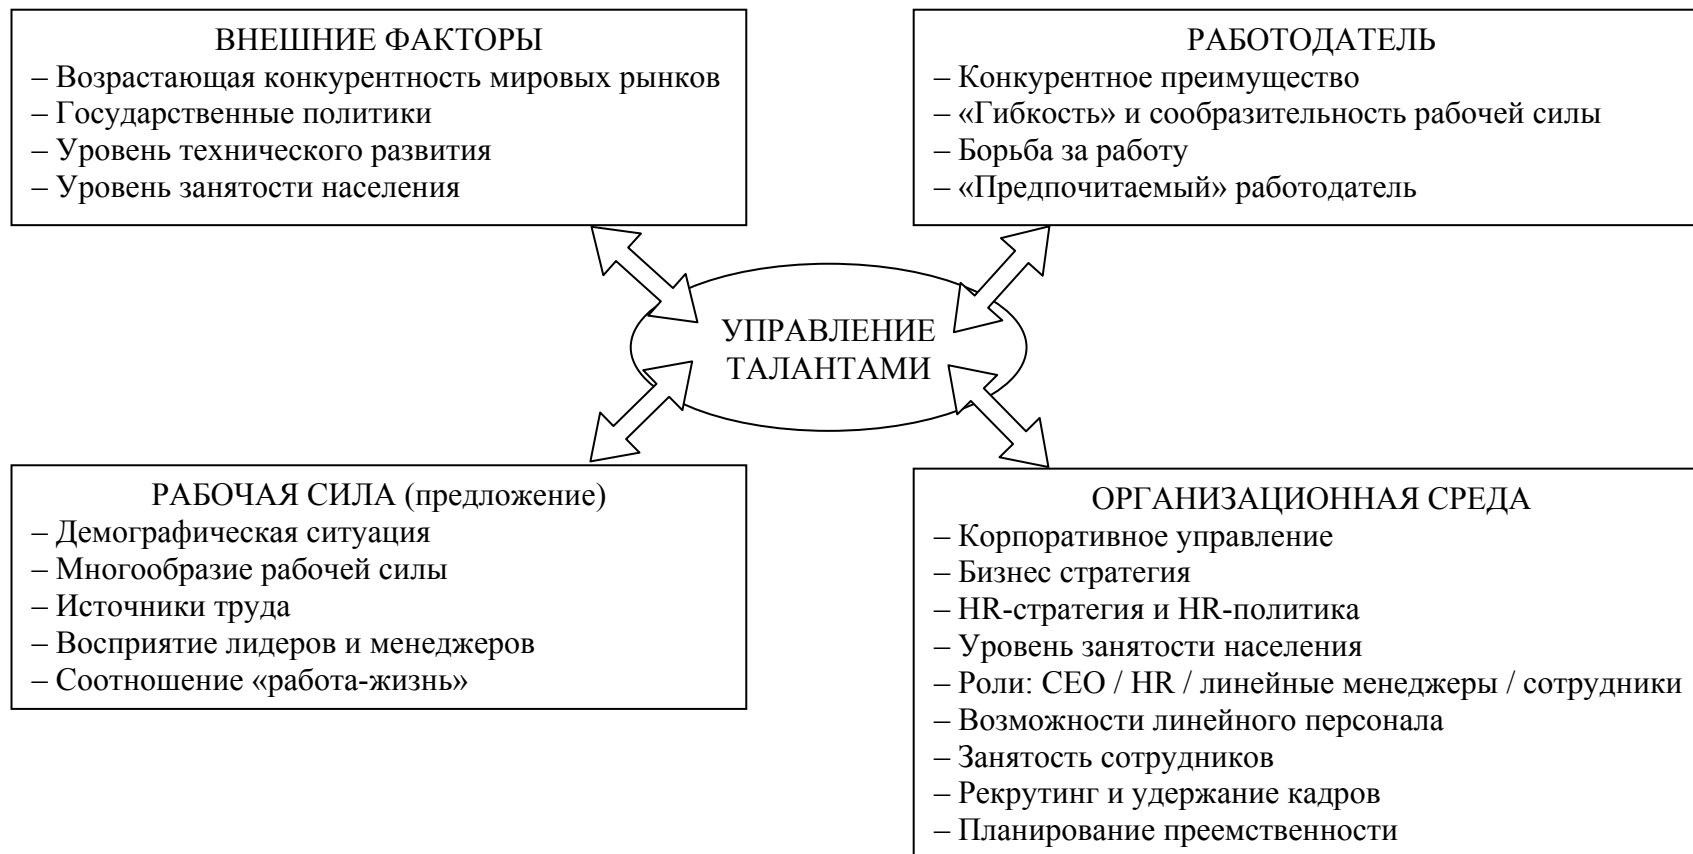 ВНЕШНИЕ ФАКТОРЫ
– Возрастающая конкурентность мировых рынков
– Государственные политики
– Уровень технического развития
– Уровень занятости населения
РАБОТОДАТЕЛЬ
– Конкурентное преимущество
– «Гибкость» и сообразительность рабочей силы
– Борьба за работу
– «Предпочитаемый» работодатель
УПРАВЛЕНИЕ
ТАЛАНТАМИ
РАБОЧАЯ СИЛА (предложение)
– Демографическая ситуация
– Многообразие рабочей силы
– Источники труда
– Восприятие лидеров и менеджеров
– Соотношение «работа-жизнь»
ОРГАНИЗАЦИОННАЯ СРЕДА
– Корпоративное управление
– Бизнес стратегия
– HR-стратегия и HR-политика
– Уровень занятости населения
– Роли: CEO / HR / линейные менеджеры / сотрудники
– Возможности линейного персонала
– Занятость сотрудников
– Рекрутинг и удержание кадров
– Планирование преемственности